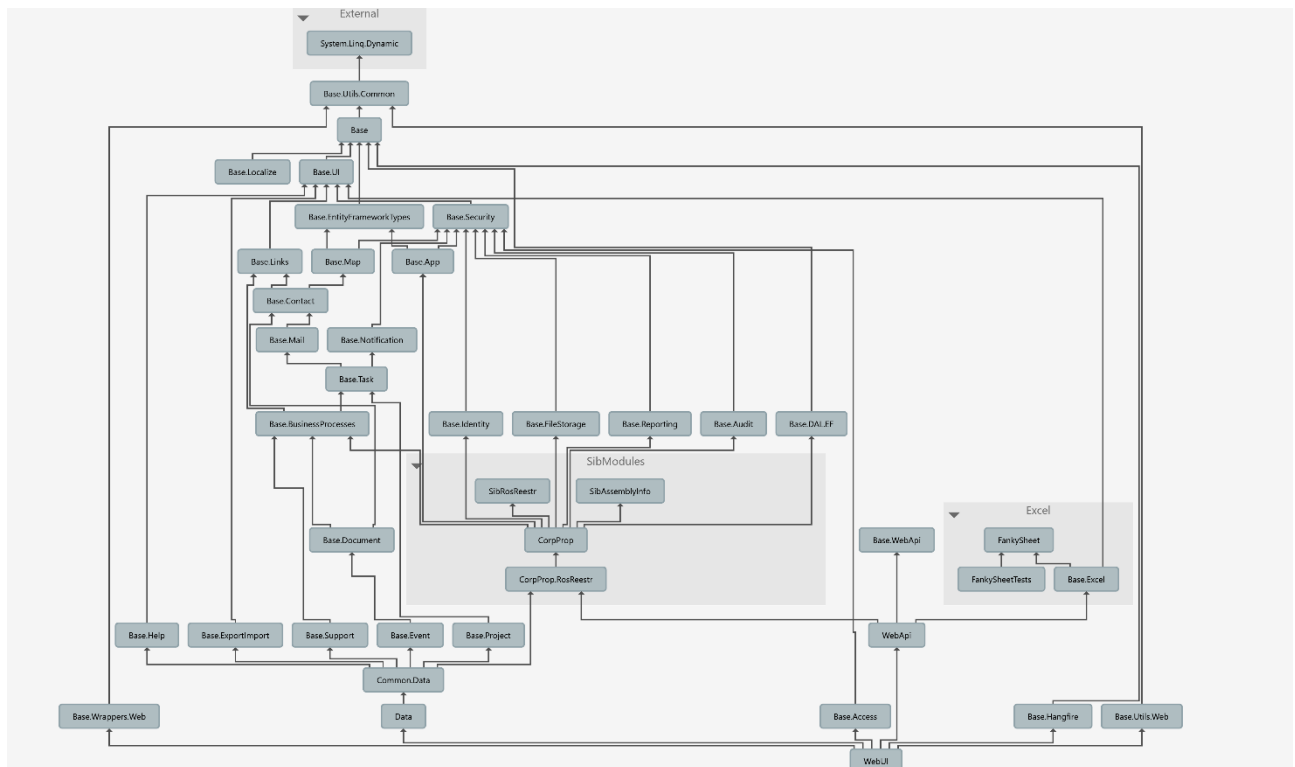 External
System.Linq.Dynamic
Base.Utils.Common
Base
Base.Localize
Base.UI
Base.EntityFrameworkTypes
Base.Security
Base.Links
Base.Map
Base.App
Base.Contact
Base.Mail
Base.Notification
Base.Task
Base.BusinessProcesses
Base.Identity
Base.FileStorage
Base.Reporting
Base.Audit
Base.DAL.EF
SibModules
SibRosReestr
SibAssemblyInfo
Excel
Base.Document
CorpProp
Base.WebApi
FankySheet
CorpProp.RosReestr
FankySheetTests
Base.Excel
Base.Help
Base.ExportImport
Base.Support
Base.Event
Base.Project
WebApi
Common.Data
Base.Wrappers.Web
Data
Base.Access
Base.Hangfire
Base.Utils.Web
WebUI